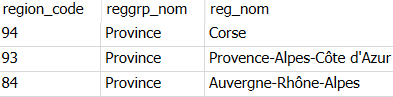 region_code reggrp_nom reg_nom
94 Province Corse
93 Province Provence-Alpes-Côte d'Azur
84 Province Auvergne-Rhône-Alpes